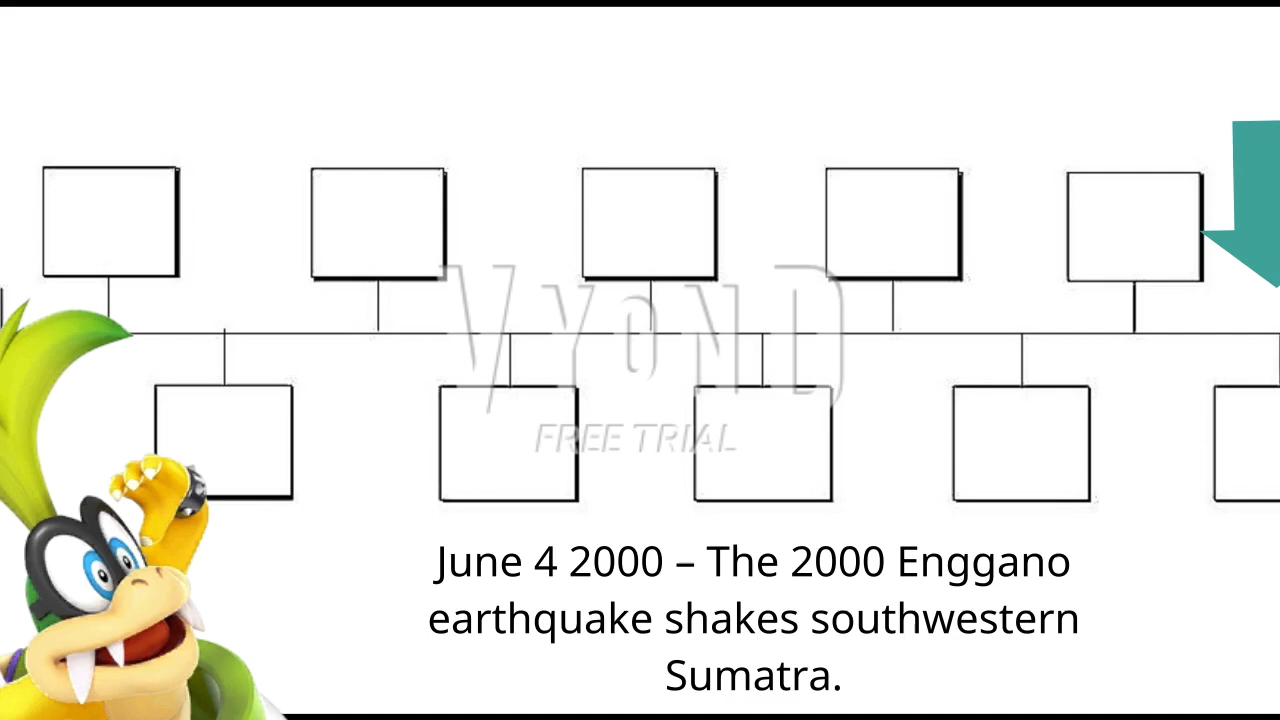 VYOND
FREE TRIAL
June 4 2000 – The 2000 Enggano
earthquake shakes southwestern
Sumatra.